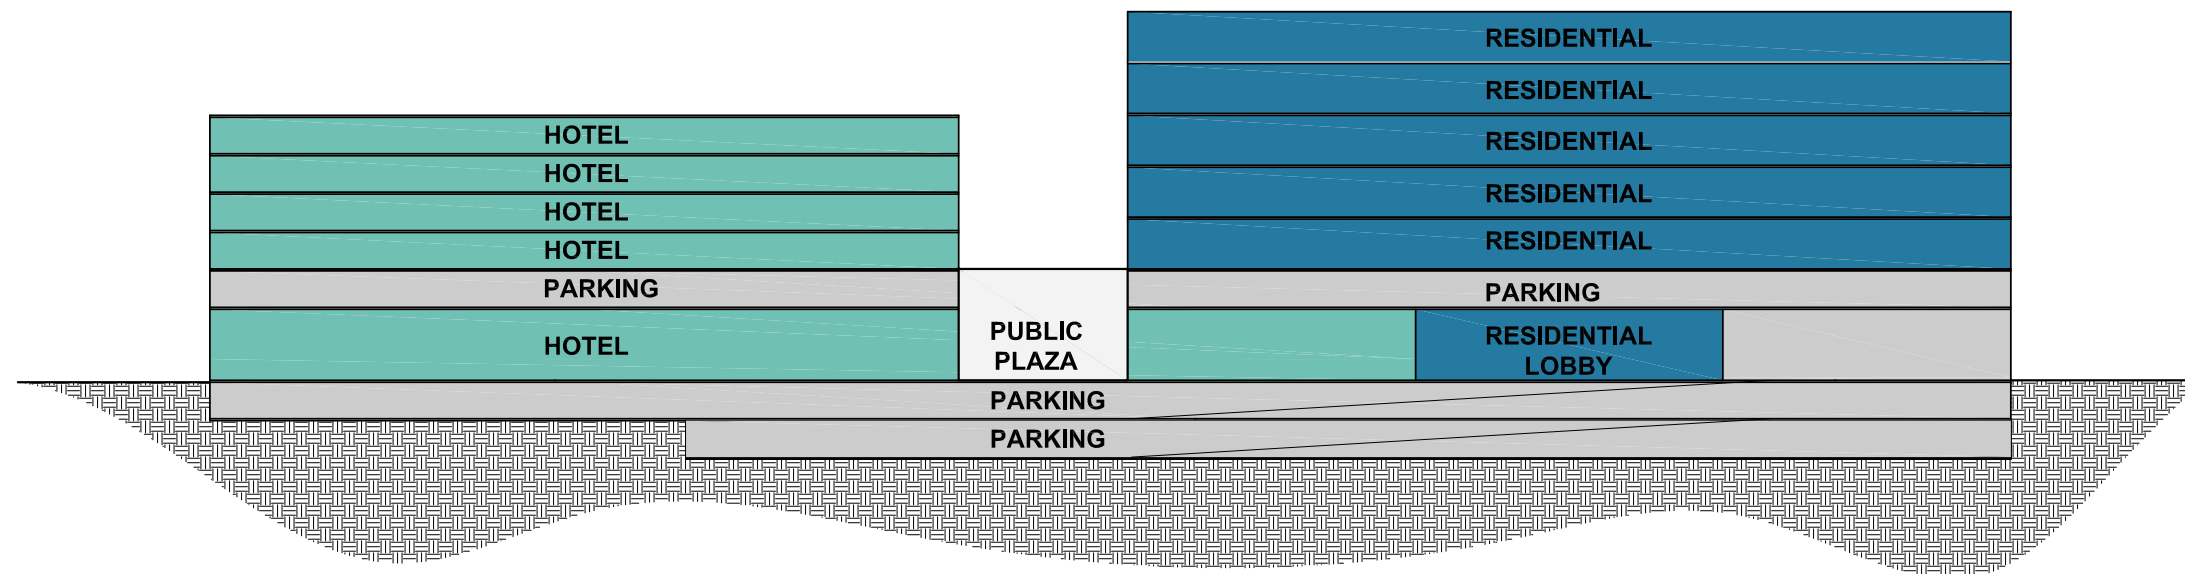 RESIDENTIAL
RESIDENTIAL
RESIDENTIAL
RESIDENTIAL
RESIDENTIAL
PARKING
RESIDENTIAL
LOBBY
HOTEL
HOTEL
HOTEL
HOTEL
PARKING
HOTEL
PUBLIC
PLAZA
PARKING
PARKING